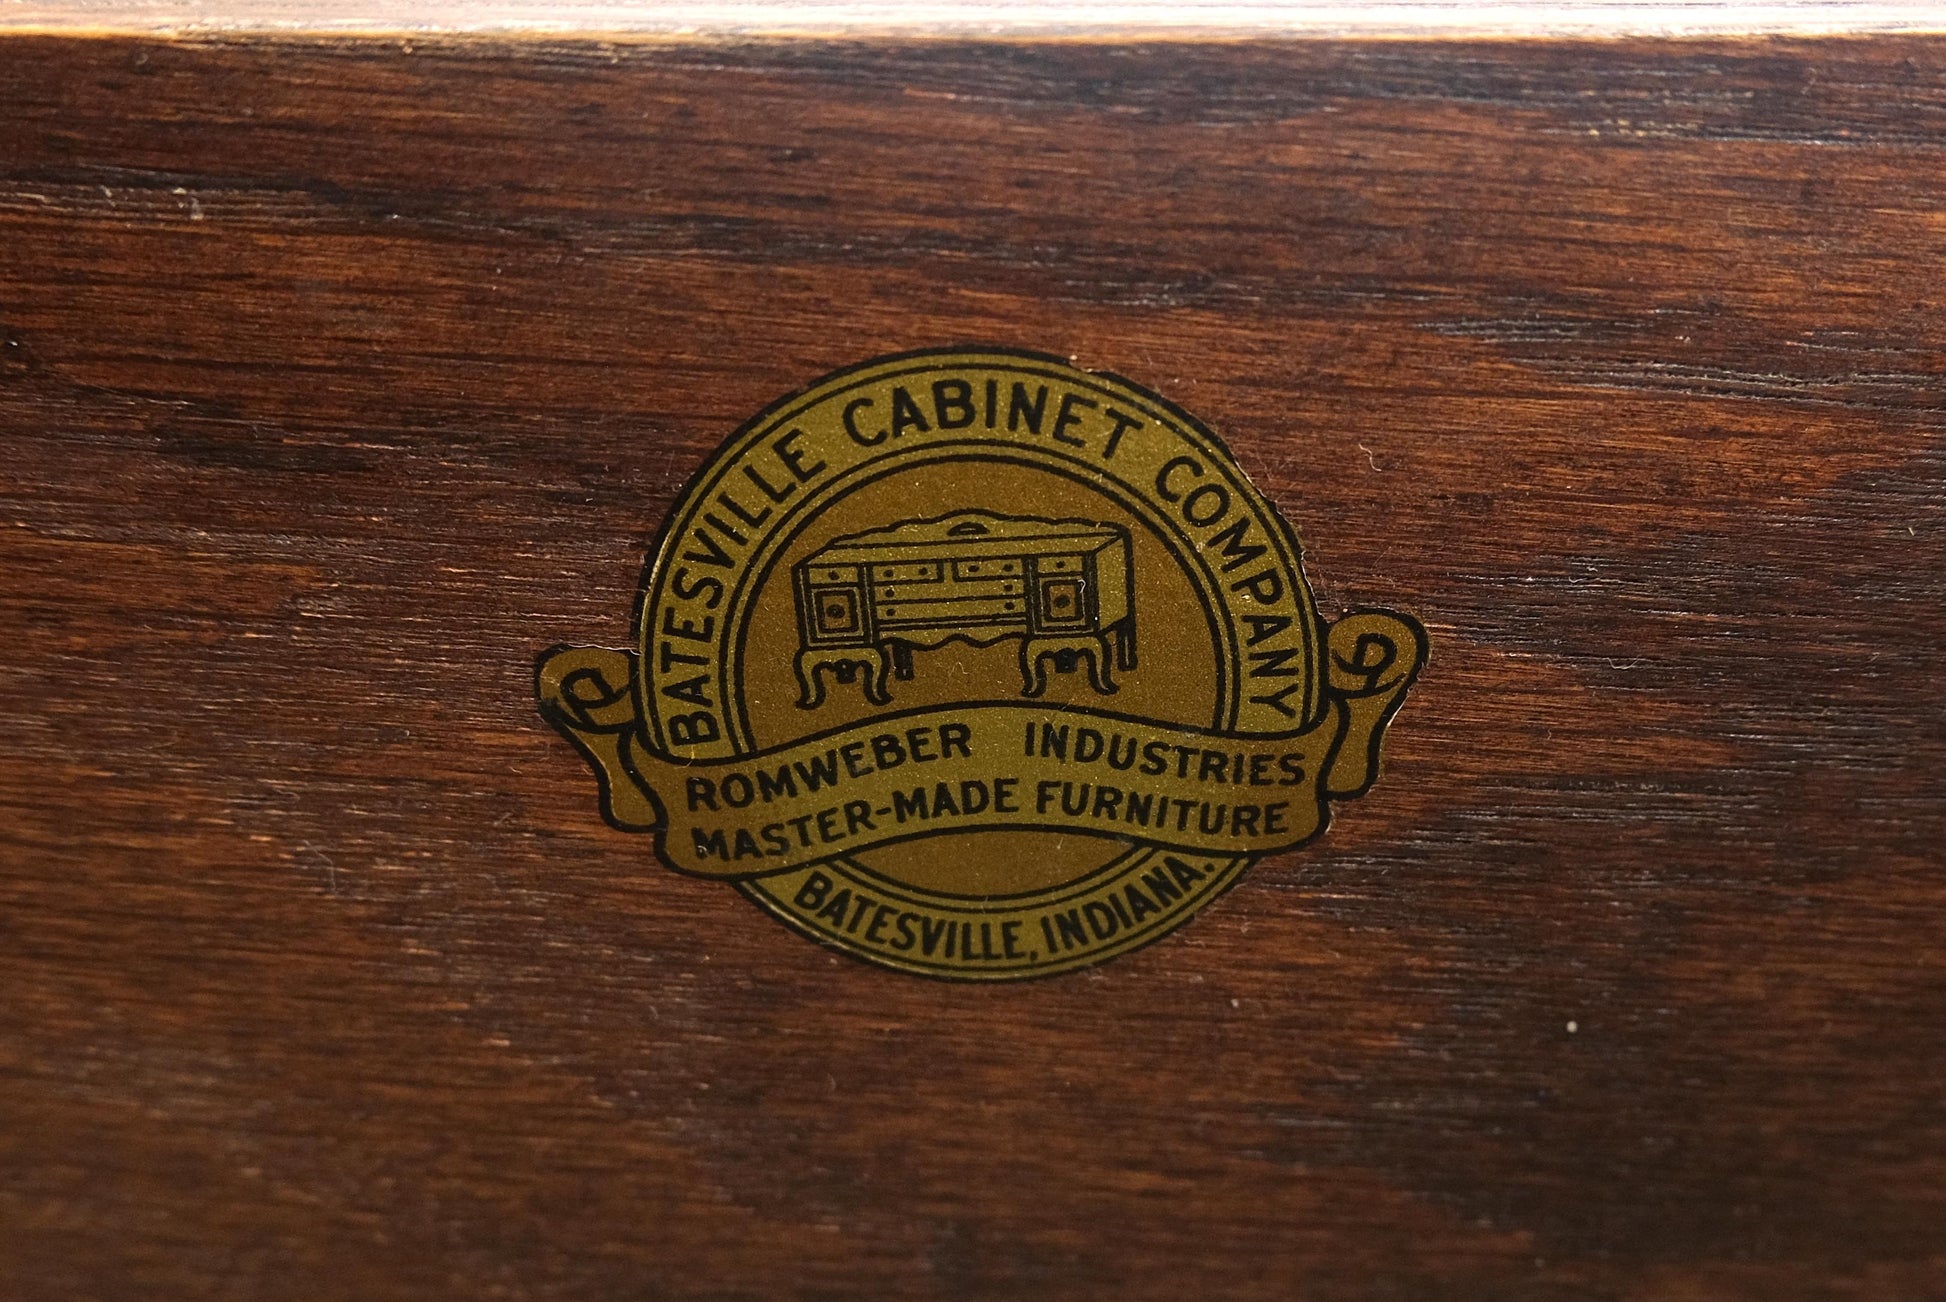 BATESVILLE CABINET COMPANY
ROMWEBER INDUSTRIES
MASTER-MADE FURNITURE
BATESVILLE, INDIANA.